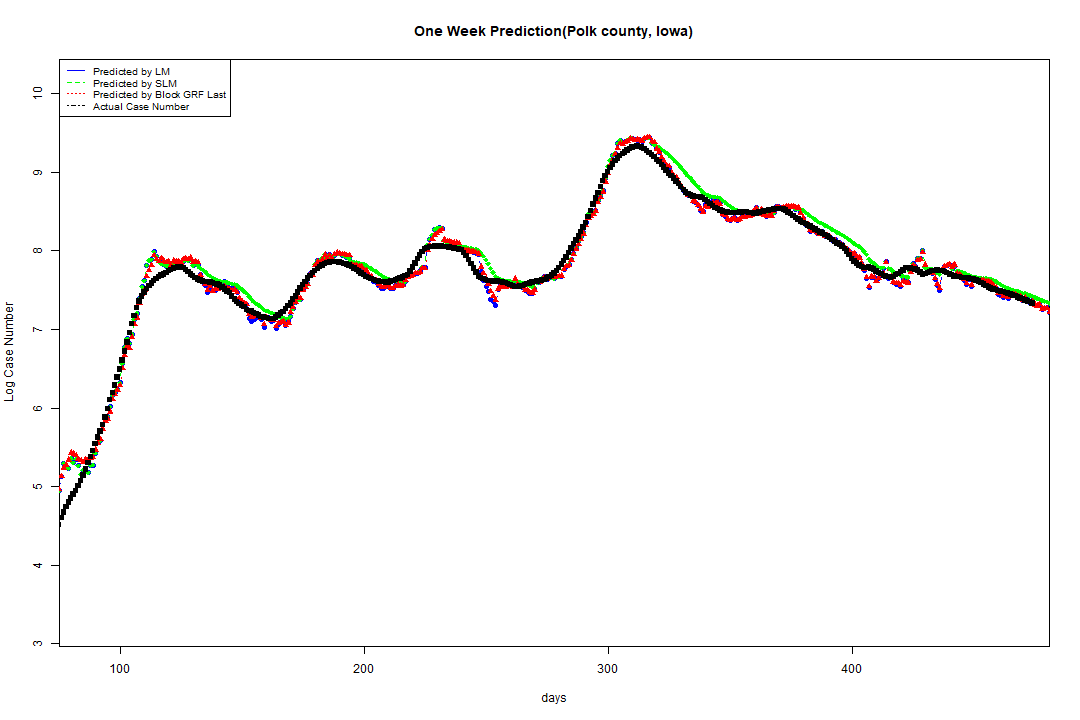 One Week Prediction(Polk county, Iowa)
Predicted by LM
Predicted by SLM
Predicted by Block GRF Last
Actual Case Number
10
9
8
7
6
5
4
3
Log Case Number
100 200 300 400
days